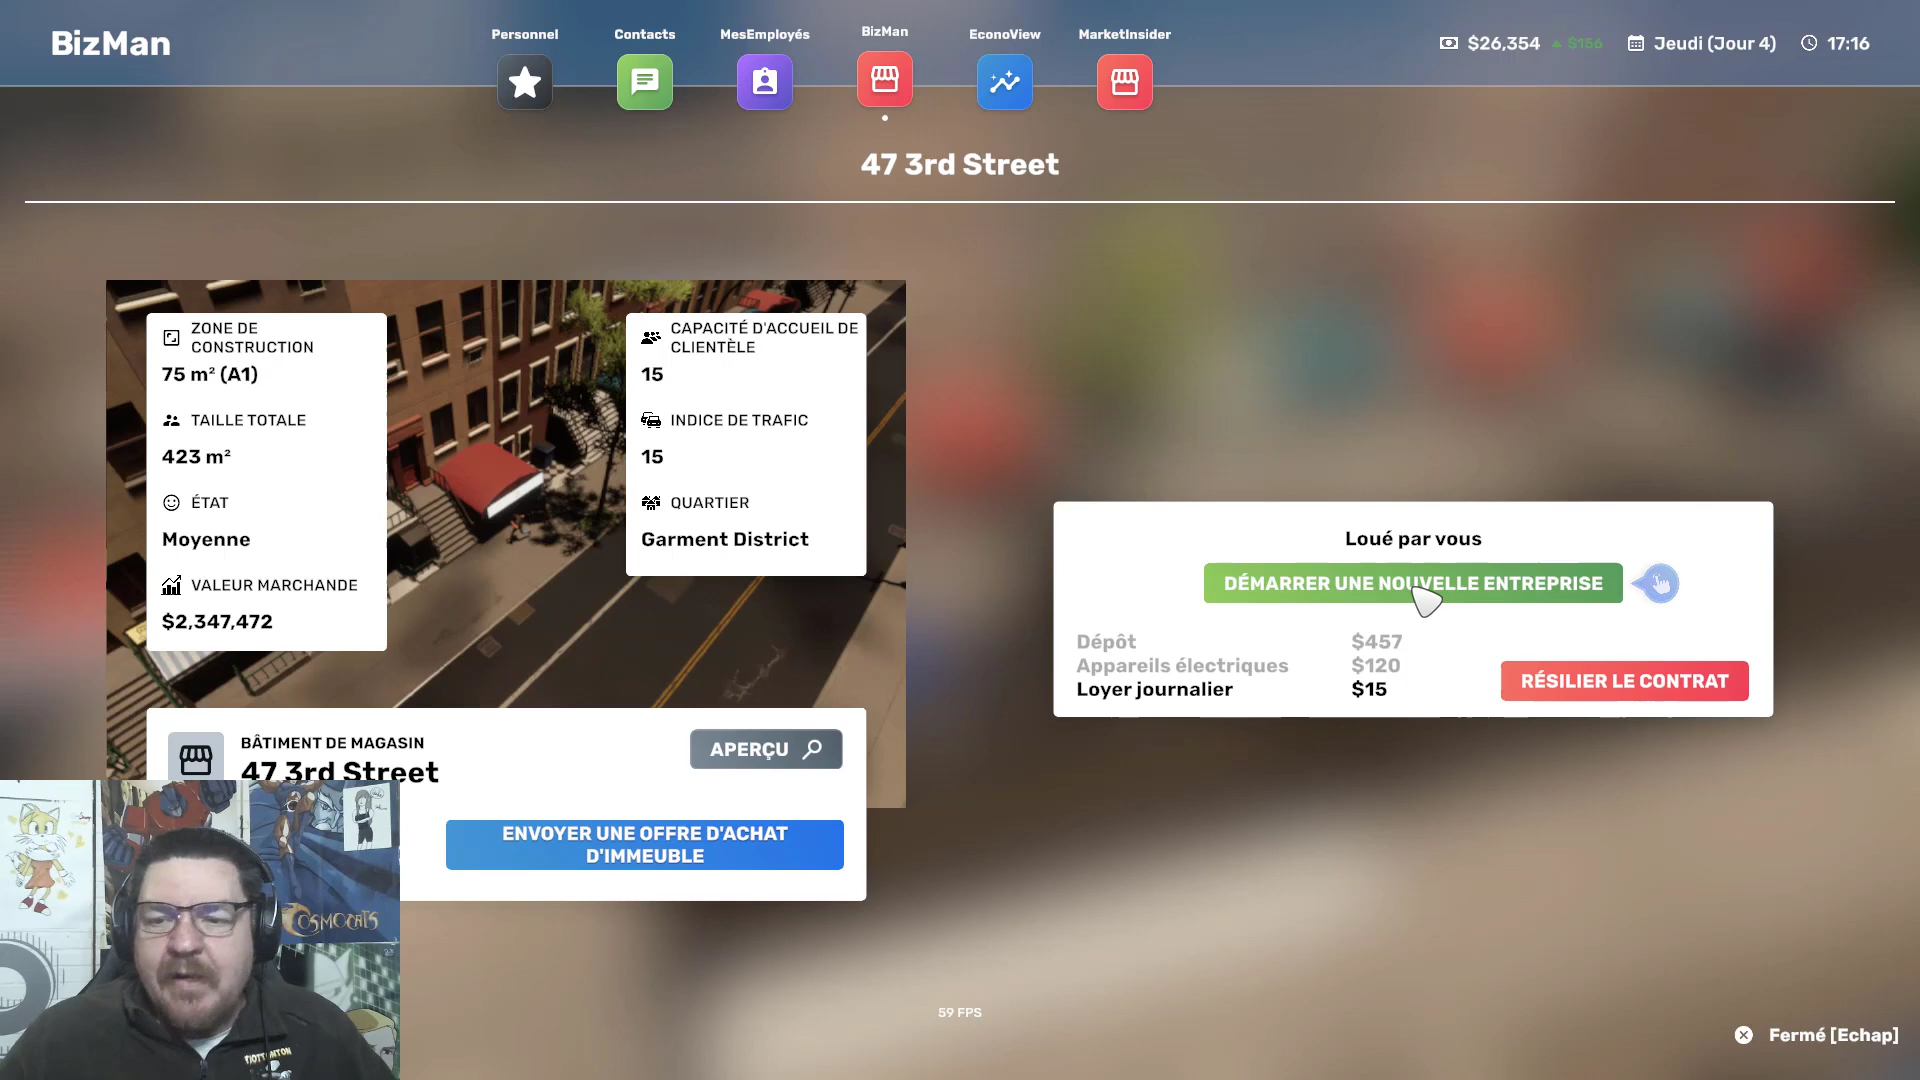 BizMan
Personnel
Contacts
MesEmployés
BizMan
EconoView
MarketInsider
$26,354
$156
Jeudi (Jour 4)
17:16
47 3rd Street
ZONE DE
CONSTRUCTION
75 m² (A1)
TAILLE TOTALE
423 m²
ÉTAT
Moyenne
VALEUR MARCHANDE
$2,347,472
CAPACITÉ D'ACCUEIL DE
CLIENTÈLE
15
INDICE DE TRAFIC
15
QUARTIER
Garment District
Loué par vous
DÉMARRER UNE NOUVELLE ENTREPRISE
Dépôt $457
Appareils électriques $120
Loyer journalier $15
RÉSILIER LE CONTRAT
BÂTIMENT DE MAGASIN
47 3rd Street
APERÇU
ENVOYER UNE OFFRE D'ACHAT
D'IMMEUBLE
COSMOCATS
59 FPS
Fermé [Echap]